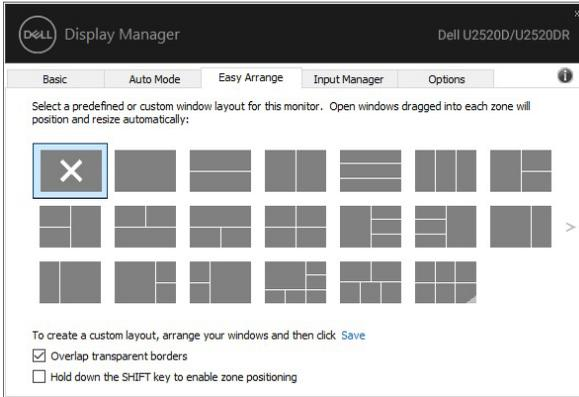 DELL Display Manager Dell U2520D/U2520DR
Basic Auto Mode Easy Arrange Input Manager Options
Select a predefined or custom window layout for this monitor. Open windows dragged into each zone will
position and resize automatically:
To create a custom layout, arrange your windows and then click Save
Overlap transparent borders
Hold down the SHIFT key to enable zone positioning